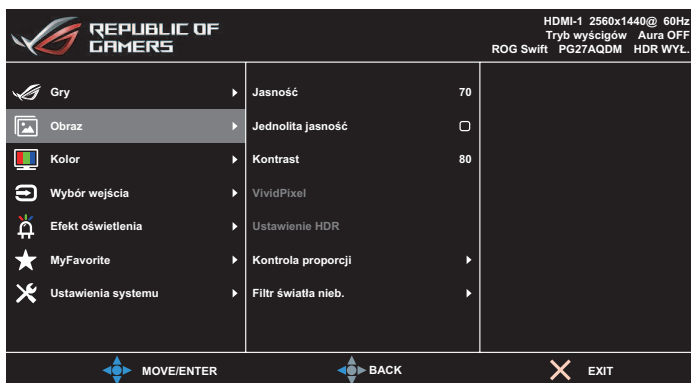 REPUBLIC OF
GAMERS
HDMI-1 2560x1440@ 60Hz
Tryb wyścigów Aura OFF
ROG Swift PG27AQDM HDR WYŁ.
Gry
Obraz
Kolor
Wybór wejścia
Efekt oświetlenia
MyFavorite
Ustawienia systemu
Jasność 70
Jednolita jasność
Kontrast 80
VividPixel
Ustawienie HDR
Kontrola proporcji
Filtr światła nieb.
MOVE/ENTER
BACK
EXIT